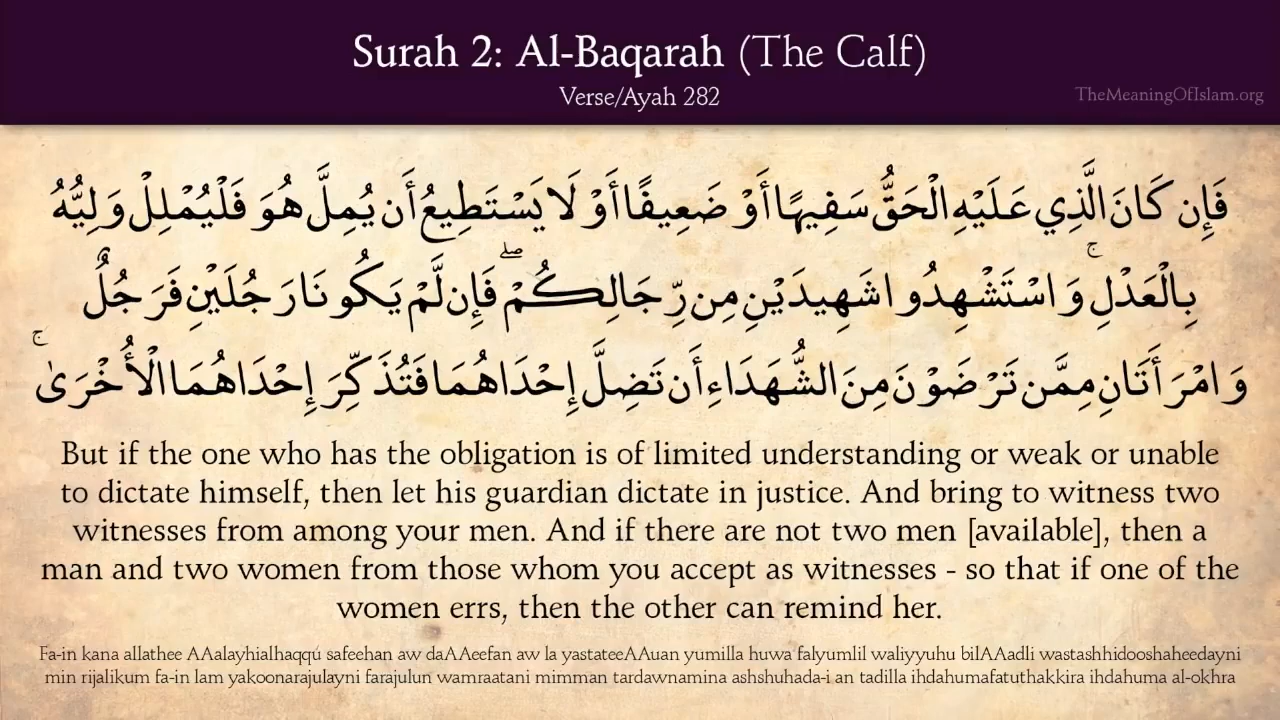 Surah 2: Al-Baqarah (The Calf)
Verse/Ayah 282
TheMeaningOfIslam.org
فَإِن كَانَ الَّذِي عَلَيْهِ الْحَقُّ سَفِيهًا أَوْ ضَعِيفًا أَوْ لَا يَسْتَطِيعُ أَن يُمِلَّ هُوَ فَلْيُمْلِلْ وَلِيُّهُ
بِالْعَدْلِ ۚ وَاسْتَشْهِدُوا شَهِيدَيْنِ مِن رِّجَالِكُمْ ۖ فَإِن لَّمْ يَكُونَا رَجُلَيْنِ فَرَجُلٌ
وَامْرَأَتَانِ مِمَّن تَرْضَوْنَ مِنَ الشُّهَدَاءِ أَن تَضِلَّ إِحْدَاهُمَا فَتُذَكِّرَ إِحْدَاهُمَا الْأُخْرَىٰ ۚ
But if the one who has the obligation is of limited understanding or weak or unable
to dictate himself, then let his guardian dictate in justice. And bring to witness two
witnesses from among your men. And if there are not two men [available], then a
man and two women from those whom you accept as witnesses - so that if one of the
women errs, then the other can remind her.
Fa-in kana allathee AAalayhialhaqqu safeehan aw daAAeefan aw la yastateeAAuan yumilla huwa falyumlil waliyyuhu bilAAadli wastashhidooshaheedayni
min rijalikum fa-in lam yakoonarajulayni farajulun wamraatani mimman tardawnamina ashshuhada-i an tadilla ihdahumafatuthakkira ihdahuma al-okhra